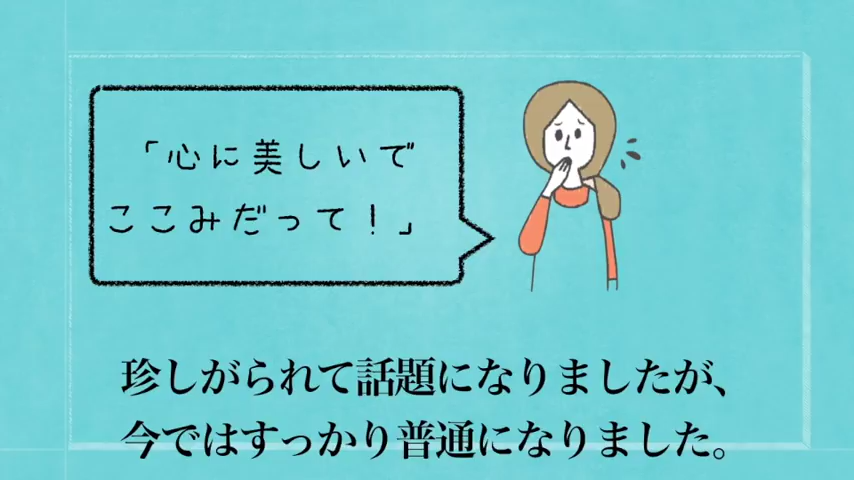 「心に美しいで
ここみだって！」
珍しがられて話題になりましたが、
今ではすっかり普通になりました。